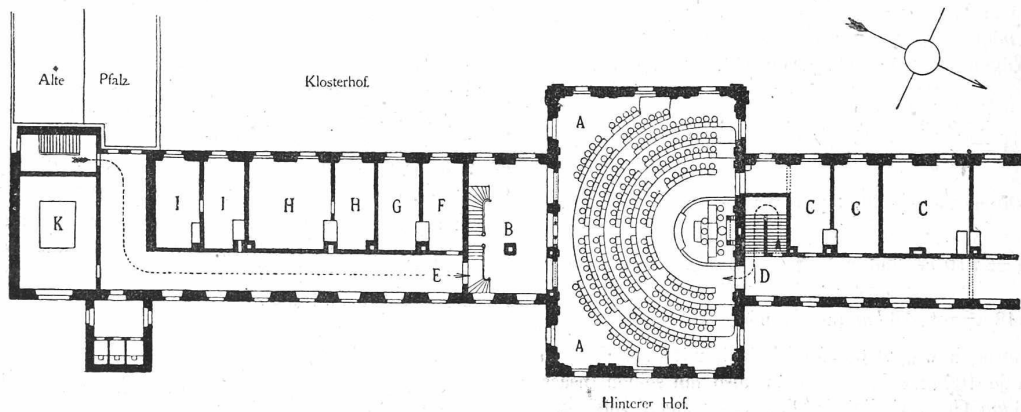 Alte Pfalz. Klosterhof.
A
I I H H G F C C C
K B
E D
A
Hinterer Hof.